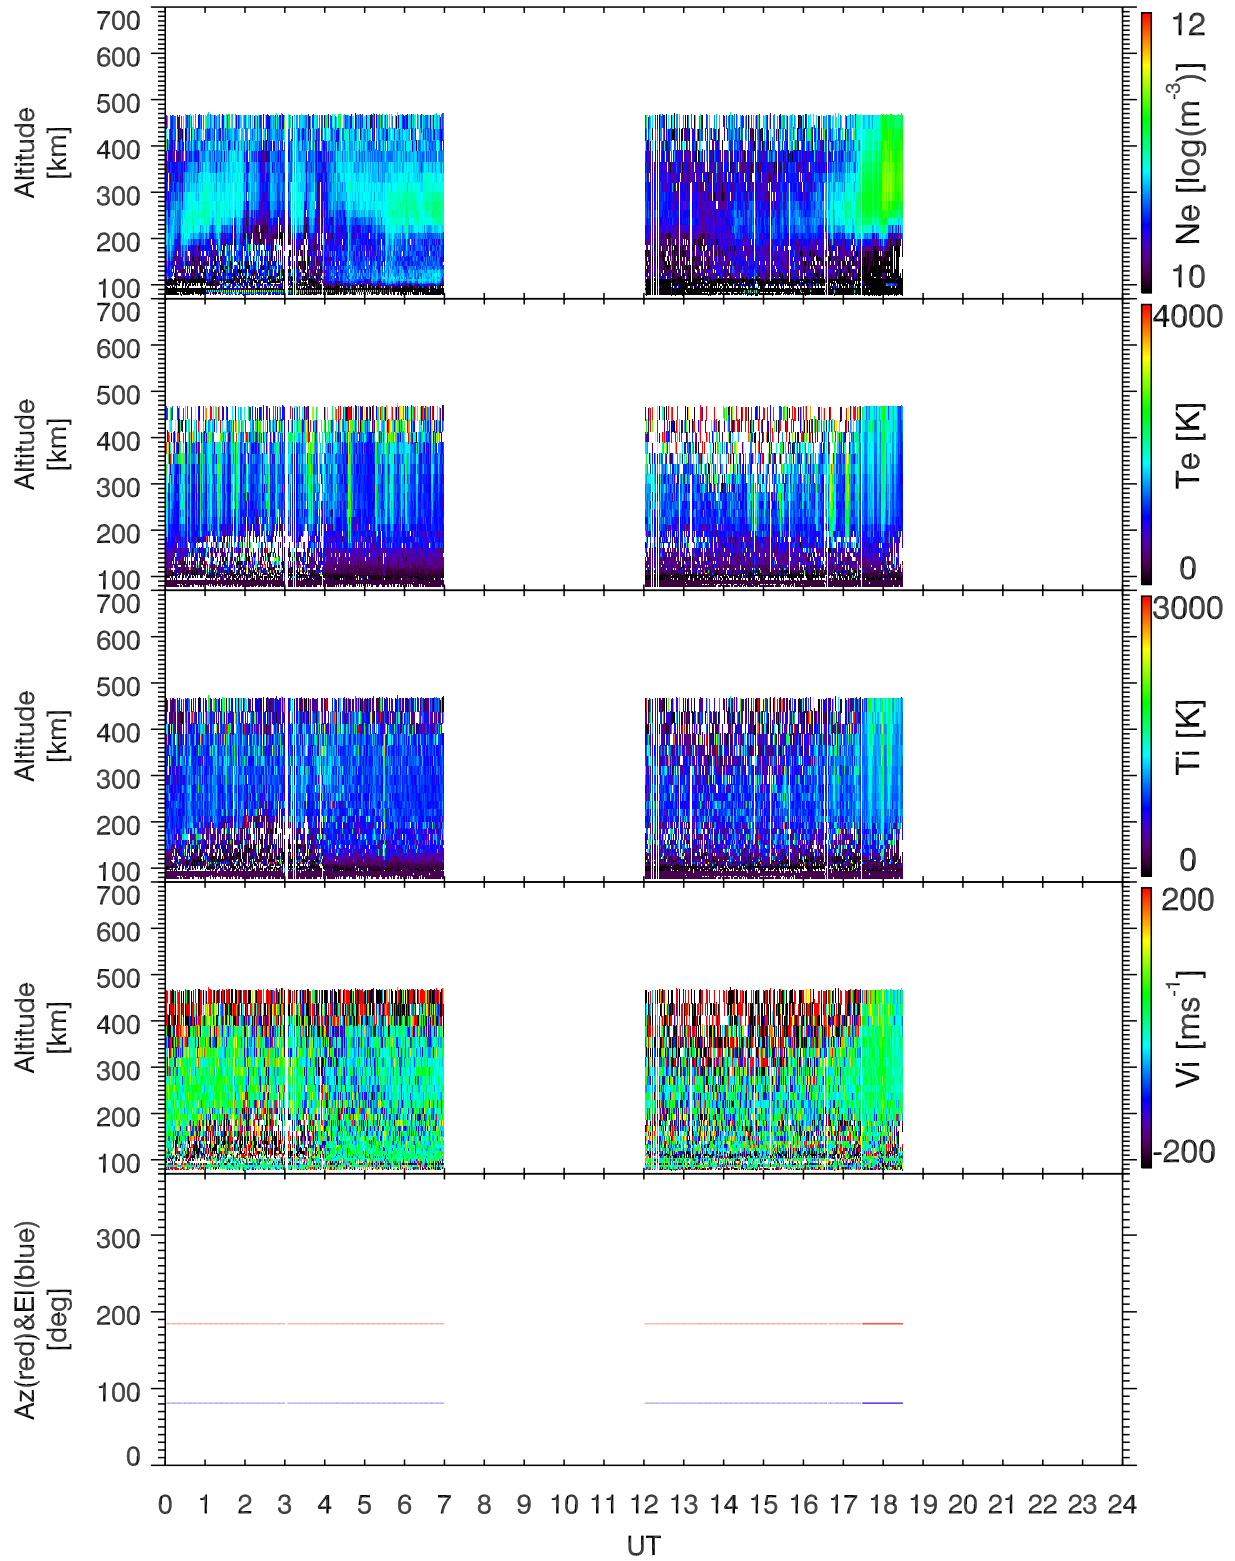 700
600
500
400
300
200
100
Altitude
[km]
12
10
Ne [log(m⁻³)]
700
600
500
400
300
200
100
Altitude
[km]
4000
0
Te [K]
700
600
500
400
300
200
100
Altitude
[km]
3000
0
Ti [K]
700
600
500
400
300
200
100
Altitude
[km]
200
-200
Vi [ms⁻¹]
300
200
100
0
Az(red)&El(blue)
[deg]
0 1 2 3 4 5 6 7 8 9 10 11 12 13 14 15 16 17 18 19 20 21 22 23 24
UT